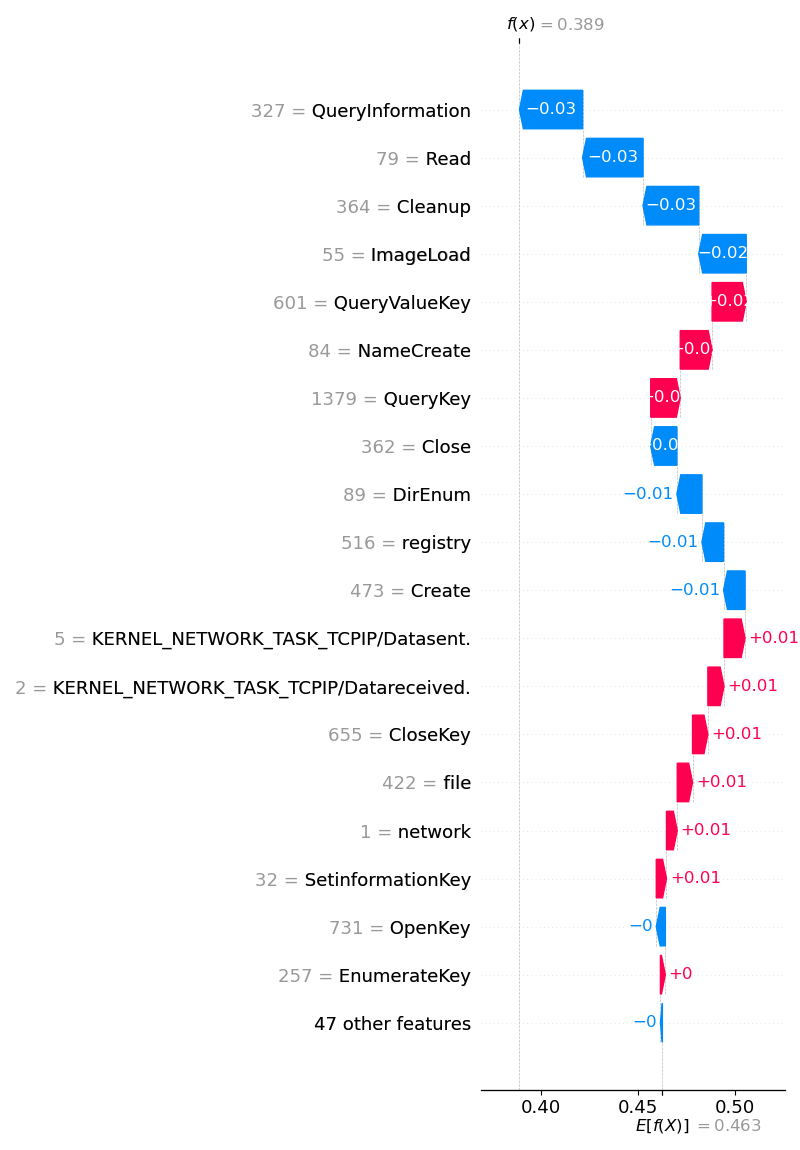 f(x) = 0.389
327 = QueryInformation −0.03
79 = Read −0.03
364 = Cleanup −0.03
55 = ImageLoad −0.02
601 = QueryValueKey
84 = NameCreate
1379 = QueryKey
362 = Close
89 = DirEnum −0.01
516 = registry −0.01
473 = Create −0.01
5 = KERNEL_NETWORK_TASK_TCPIP/Datasent. +0.01
2 = KERNEL_NETWORK_TASK_TCPIP/Datareceived. +0.01
655 = CloseKey +0.01
422 = file +0.01
1 = network +0.01
32 = SetinformationKey +0.01
731 = OpenKey −0
257 = EnumerateKey +0
47 other features −0
0.40 0.45 0.50
E[f(X)] = 0.463